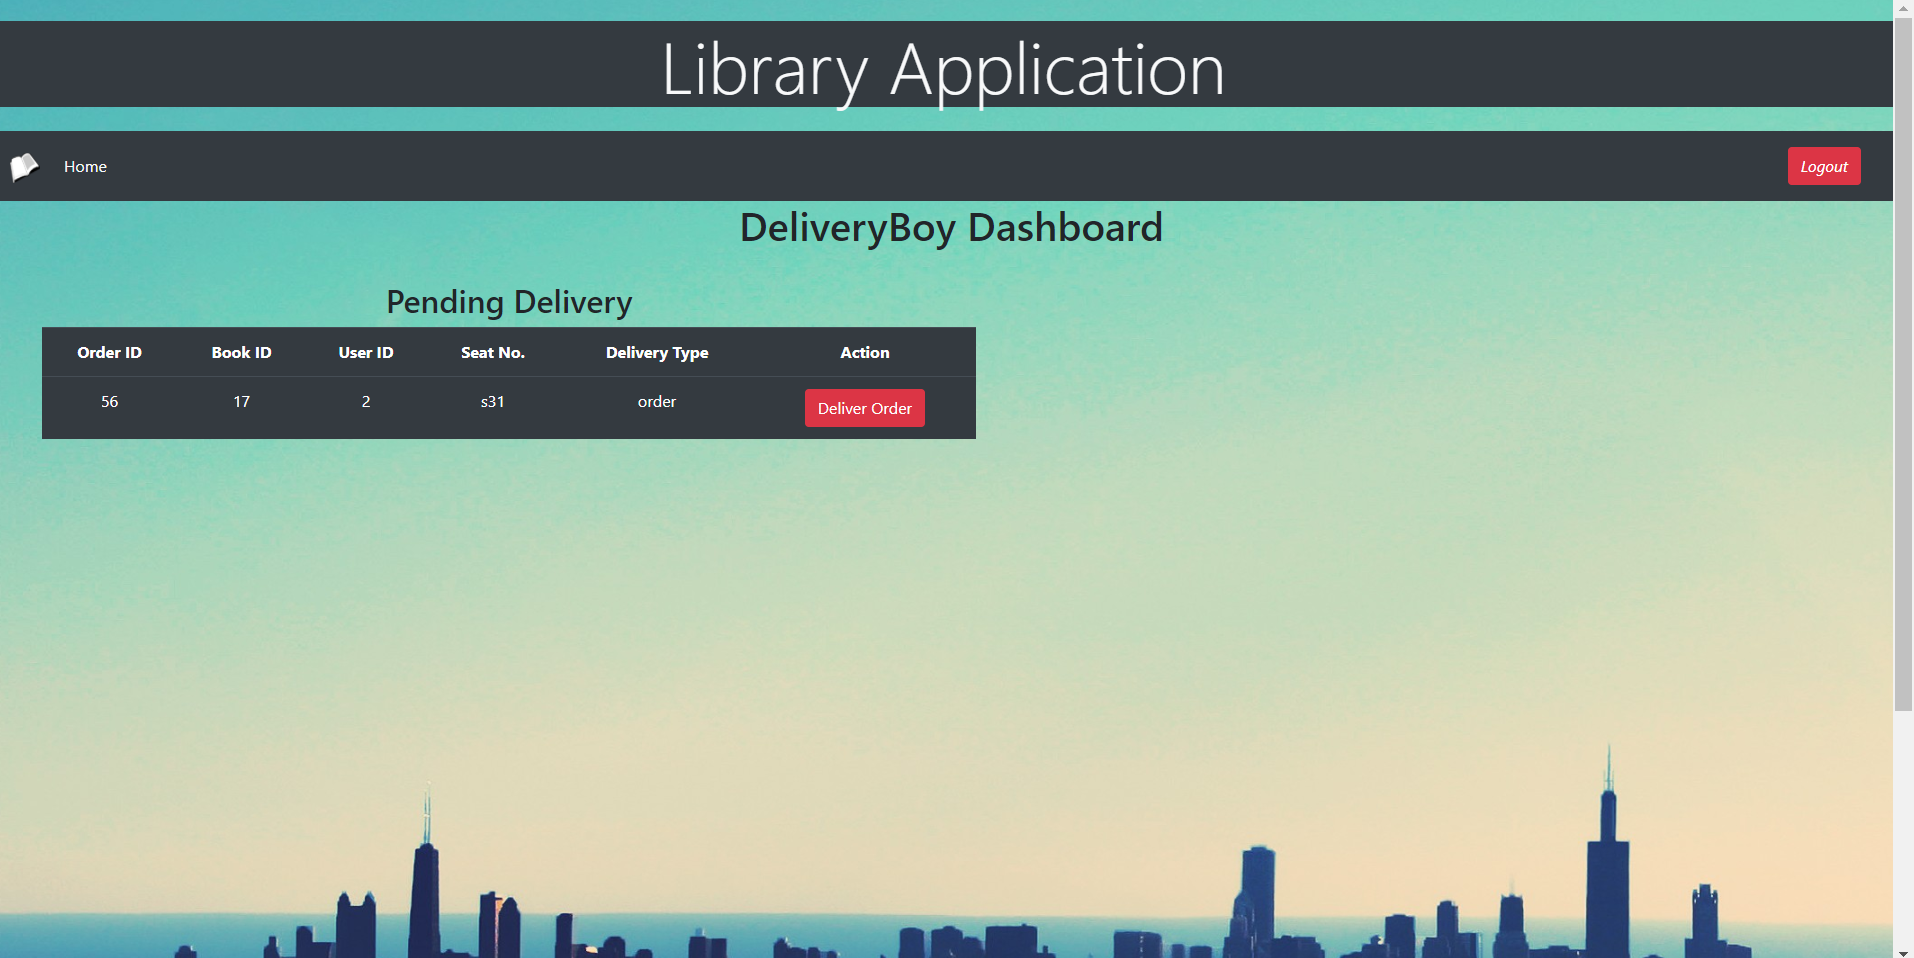 Library Application
Home
Logout
DeliveryBoy Dashboard
Pending Delivery
Order ID Book ID User ID Seat No. Delivery Type Action
56 17 2 s31 order Deliver Order